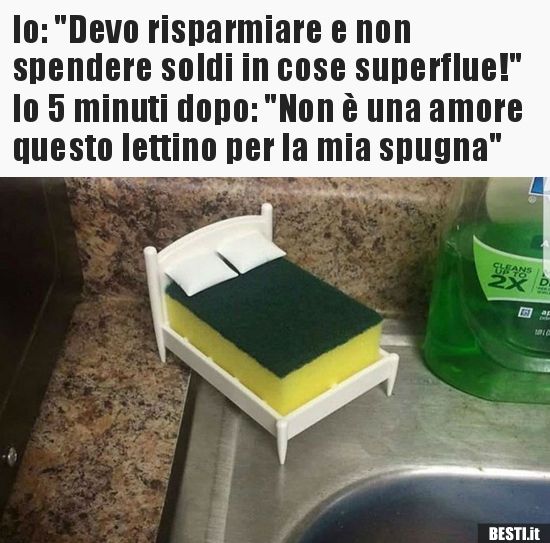 Io: "Devo risparmiare e non
spendere soldi in cose superflue!"
Io 5 minuti dopo: "Non è una amore
questo lettino per la mia spugna"
CLEANS
UP TO
2X
BESTI.it